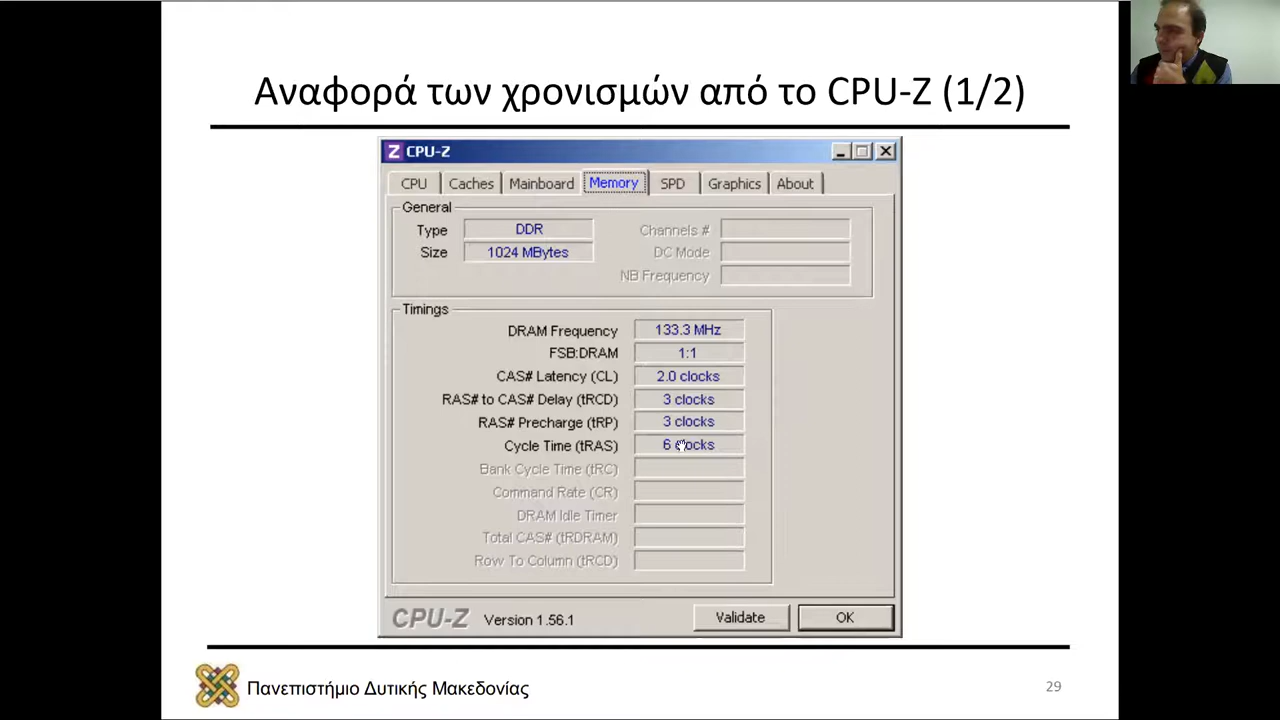 Αναφορά των χρονισμών από το CPU-Z (1/2)
CPU-Z
CPU Caches Mainboard Memory SPD Graphics About
General
Type DDR Channels #
Size 1024 MBytes DC Mode
NB Frequency
Timings
DRAM Frequency 133.3 MHz
FSB:DRAM 1:1
CAS# Latency (CL) 2.0 clocks
RAS# to CAS# Delay (tRCD) 3 clocks
RAS# Precharge (tRP) 3 clocks
Cycle Time (tRAS) 6 clocks
Bank Cycle Time (tRC)
Command Rate (CR)
DRAM Idle Timer
Total CAS# (tRDRAM)
Row To Column (tRCD)
CPU-Z Version 1.56.1 Validate OK
Πανεπιστήμιο Δυτικής Μακεδονίας 29